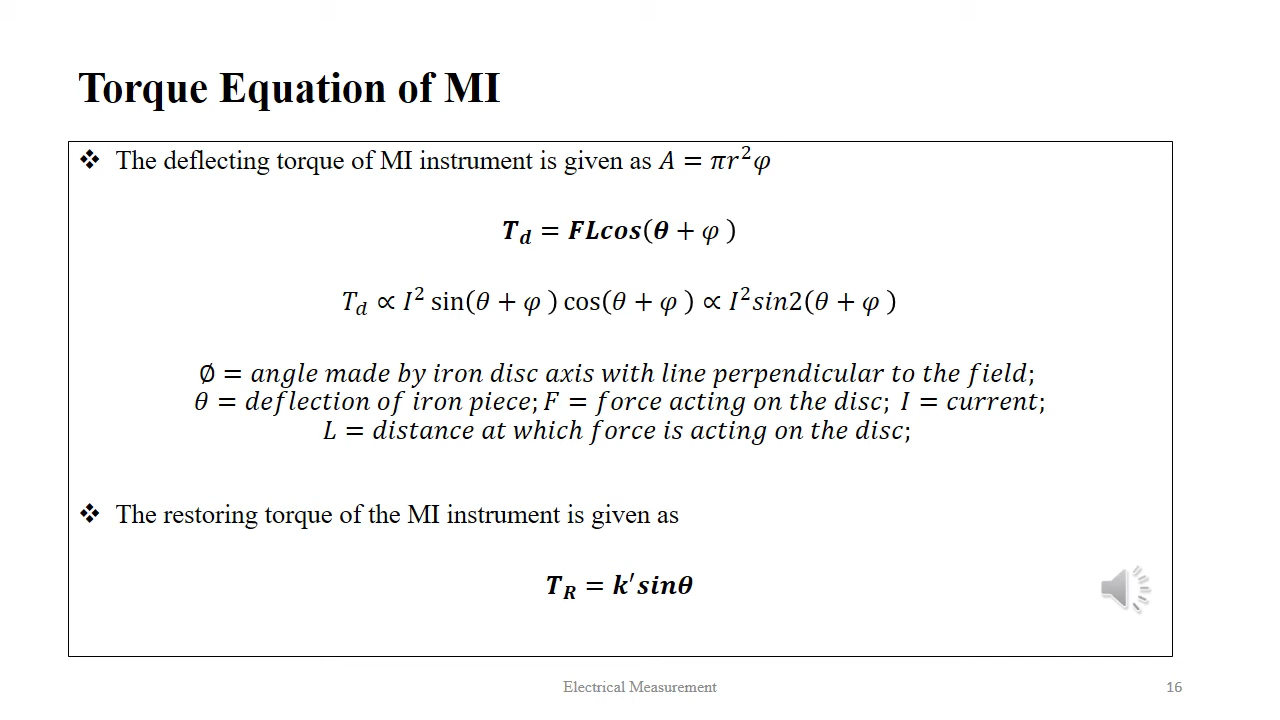 Torque Equation of MI
❖ The deflecting torque of MI instrument is given as A = πr²φ
T_d = FLcos(θ + φ )
T_d ∝ I² sin(θ + φ ) cos(θ + φ ) ∝ I²sin2(θ + φ )
∅ = angle made by iron disc axis with line perpendicular to the field;
θ = deflection of iron piece; F = force acting on the disc; I = current;
L = distance at which force is acting on the disc;
❖ The restoring torque of the MI instrument is given as
T_R = k′sinθ
Electrical Measurement
16